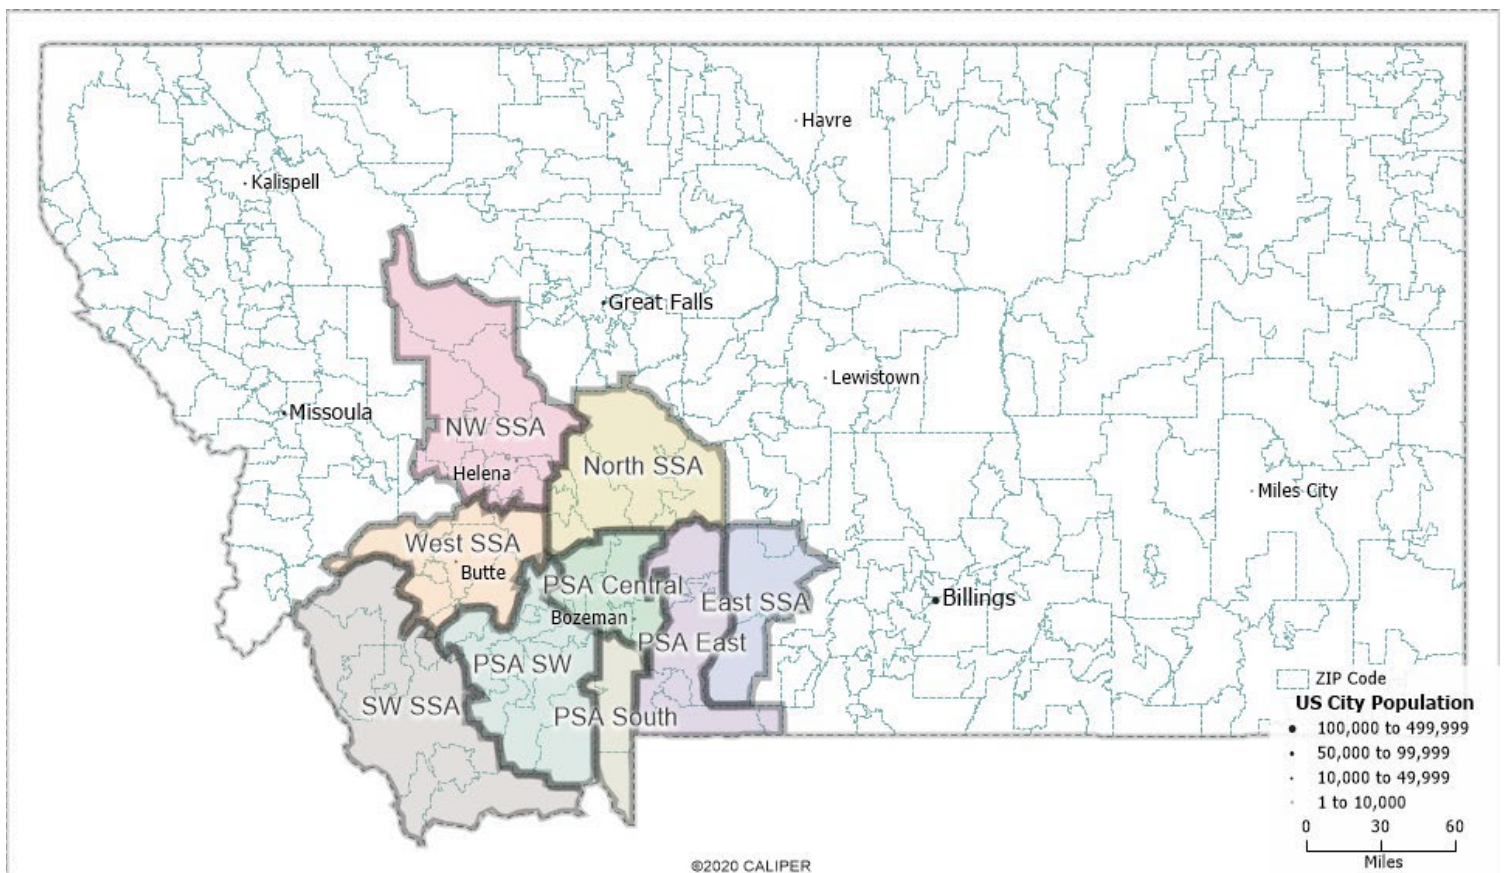 Havre
Kalispell
Great Falls
Lewistown
Missoula
NW SSA
North SSA
Helena
Miles City
West SSA
Butte
PSA Central
East SSA
Billings
Bozeman
PSA East
PSA SW
SW SSA
PSA South
ZIP Code
US City Population
100,000 to 499,999
50,000 to 99,999
10,000 to 49,999
1 to 10,000
0 30 60
Miles
©2020 CALIPER